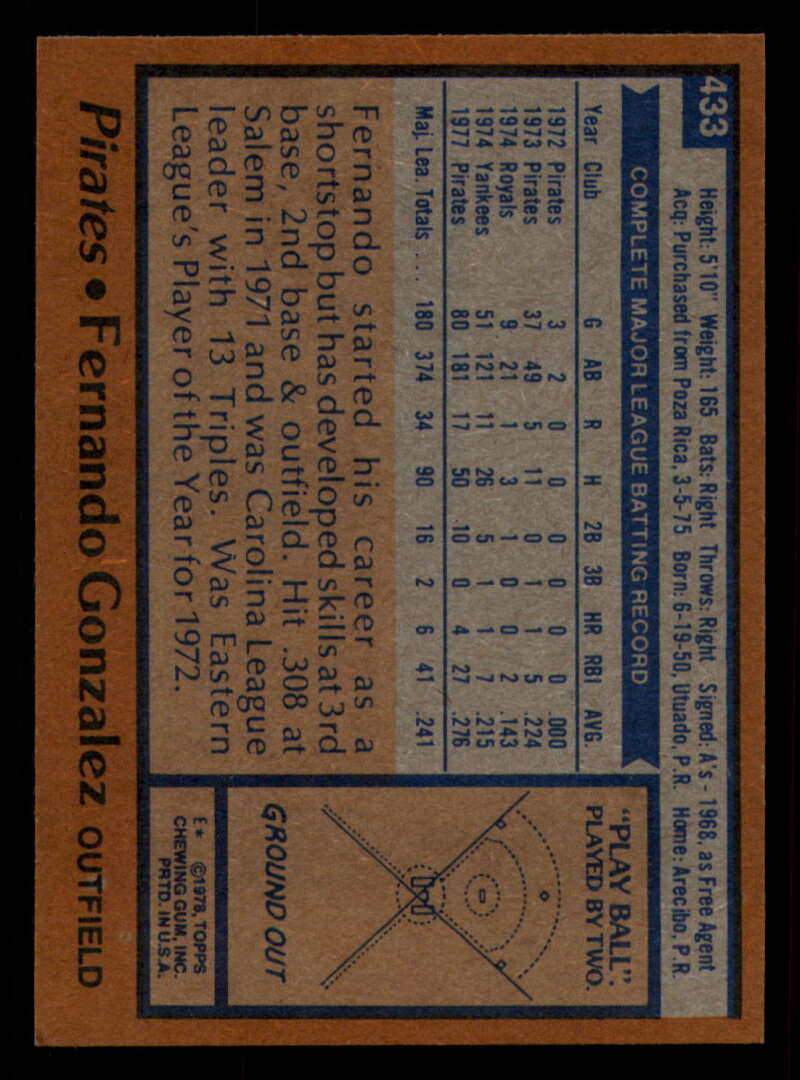 433
Height: 5'10" Weight: 165 Bats: Right Throws: Right Signed: A's - 1968, as Free Agent
Acq: Purchased from Poza Rica, 3-5-75 Born: 6-19-50, Utuado, P.R. Home: Arecibo, P.R.
COMPLETE MAJOR LEAGUE BATTING RECORD
Year Club G AB R H 2B 3B HR RBI AVG.
1972 Pirates 3 2 0 0 0 0 0 0 .000
1973 Pirates 37 49 5 11 0 1 1 5 .224
1974 Royals 9 21 1 3 1 0 0 2 .143
1974 Yankees 51 121 11 26 5 1 1 7 .215
1977 Pirates 80 181 17 50 10 0 4 27 .276
Maj. Lea. Totals .... 180 374 34 90 16 2 6 41 .241
Fernando started his career as a
shortstop but has developed skills at 3rd
base, 2nd base & outfield. Hit .308 at
Salem in 1971 and was Carolina League
leader with 13 Triples. Was Eastern
League's Player of the Year for 1972.
"PLAY BALL".
PLAYED BY TWO.
GROUND OUT
E* ©1978, TOPPS
CHEWING GUM, INC.
PRTD. IN U.S.A.
Pirates • Fernando Gonzalez OUTFIELD